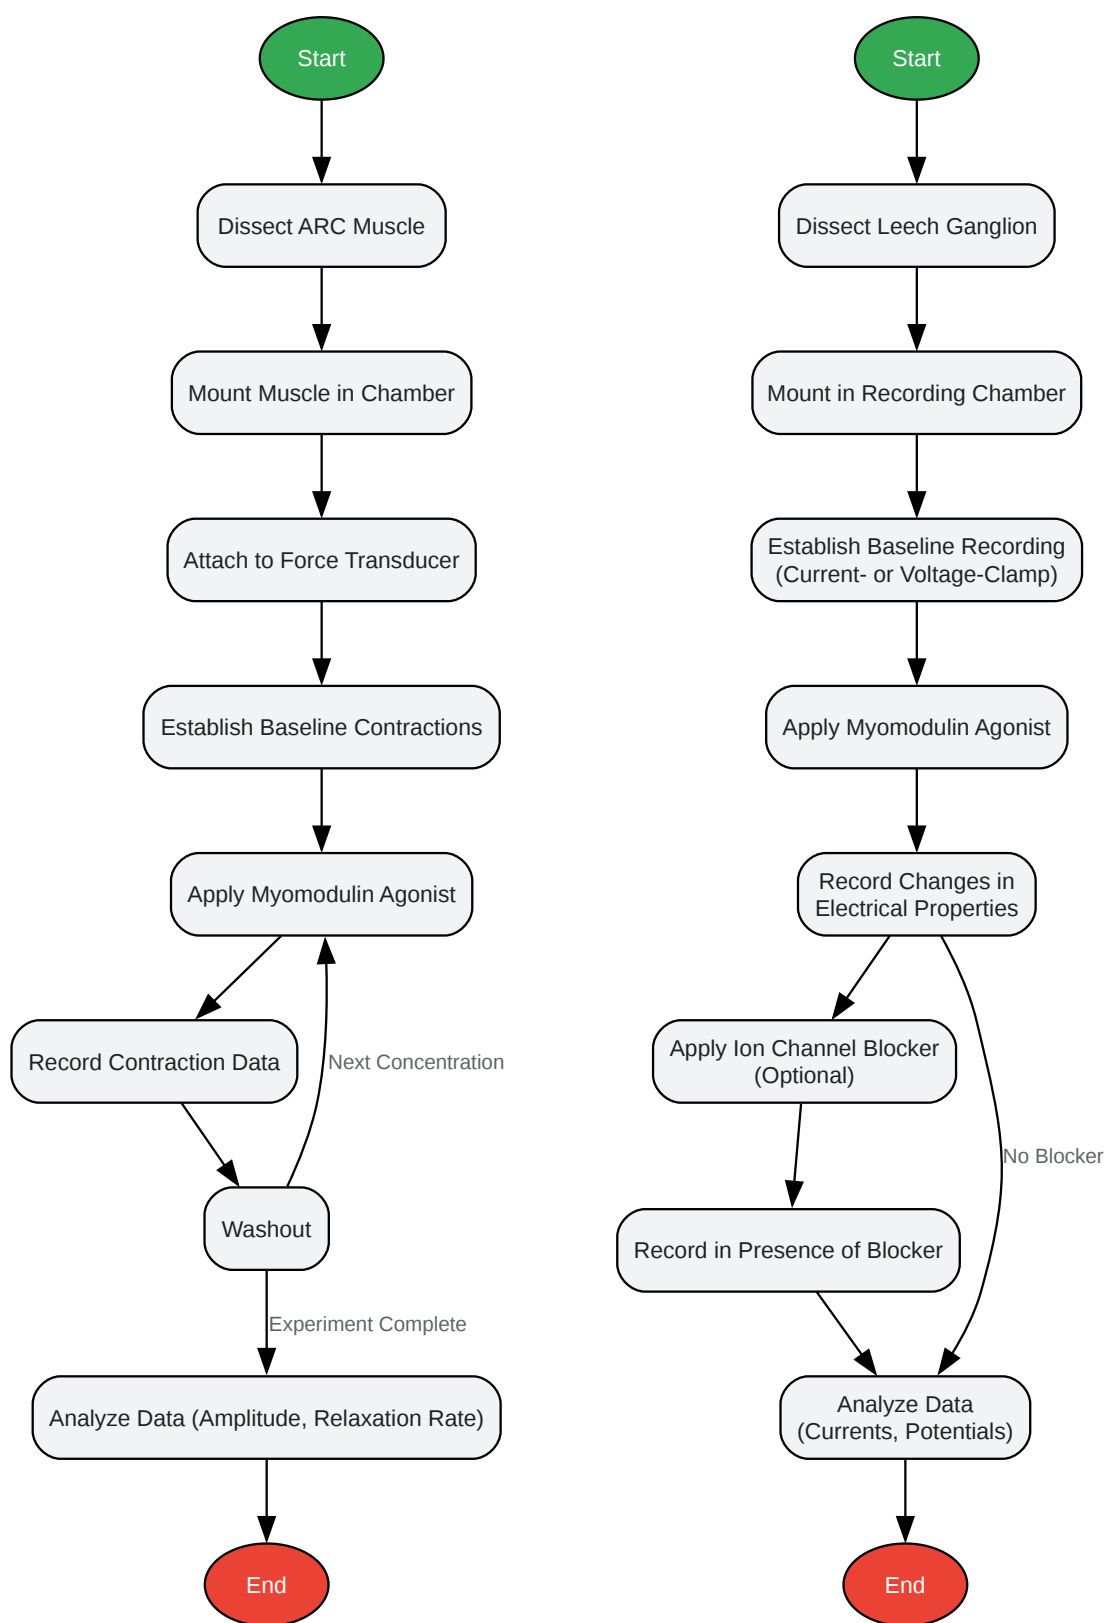 Start
Dissect ARC Muscle
Mount Muscle in Chamber
Attach to Force Transducer
Establish Baseline Contractions
Apply Myomodulin Agonist
Record Contraction Data
Next Concentration
Washout
Experiment Complete
Analyze Data (Amplitude, Relaxation Rate)
End
Start
Dissect Leech Ganglion
Mount in Recording Chamber
Establish Baseline Recording
(Current- or Voltage-Clamp)
Apply Myomodulin Agonist
Record Changes in
Electrical Properties
Apply Ion Channel Blocker
(Optional)
No Blocker
Record in Presence of Blocker
Analyze Data
(Currents, Potentials)
End